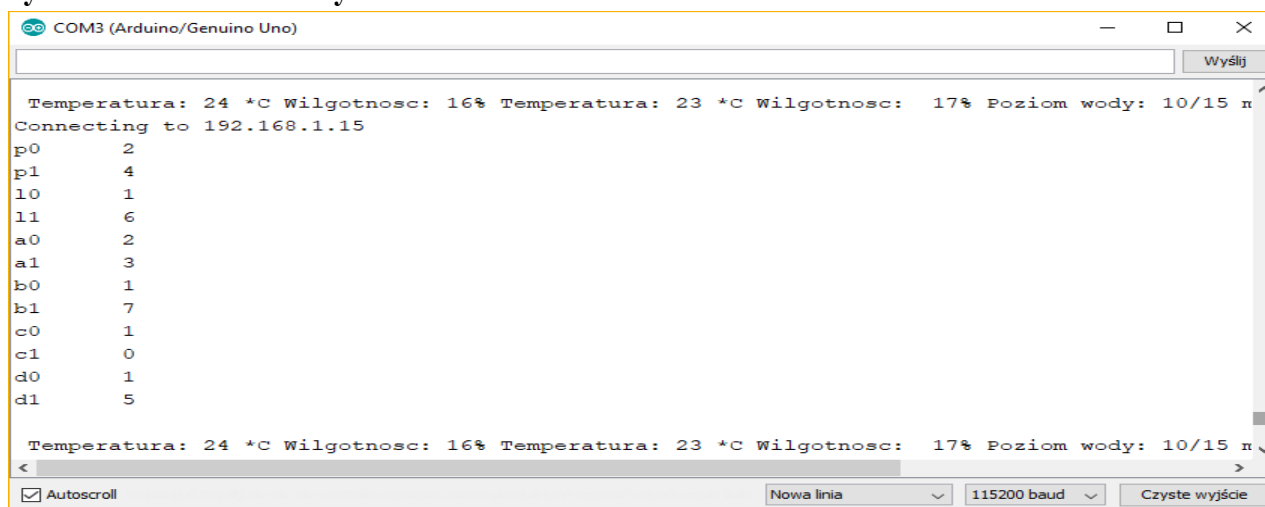 COM3 (Arduino/Genuino Uno)
Wyślij
Temperatura: 24 *C Wilgotnosc: 16% Temperatura: 23 *C Wilgotnosc: 17% Poziom wody: 10/15
Connecting to 192.168.1.15
p0 2
p1 4
l0 1
l1 6
a0 2
a1 3
b0 1
b1 7
c0 1
c1 0
d0 1
d1 5
Temperatura: 24 *C Wilgotnosc: 16% Temperatura: 23 *C Wilgotnosc: 17% Poziom wody: 10/15
Autoscroll Nowa linia 115200 baud Czyste wyjście